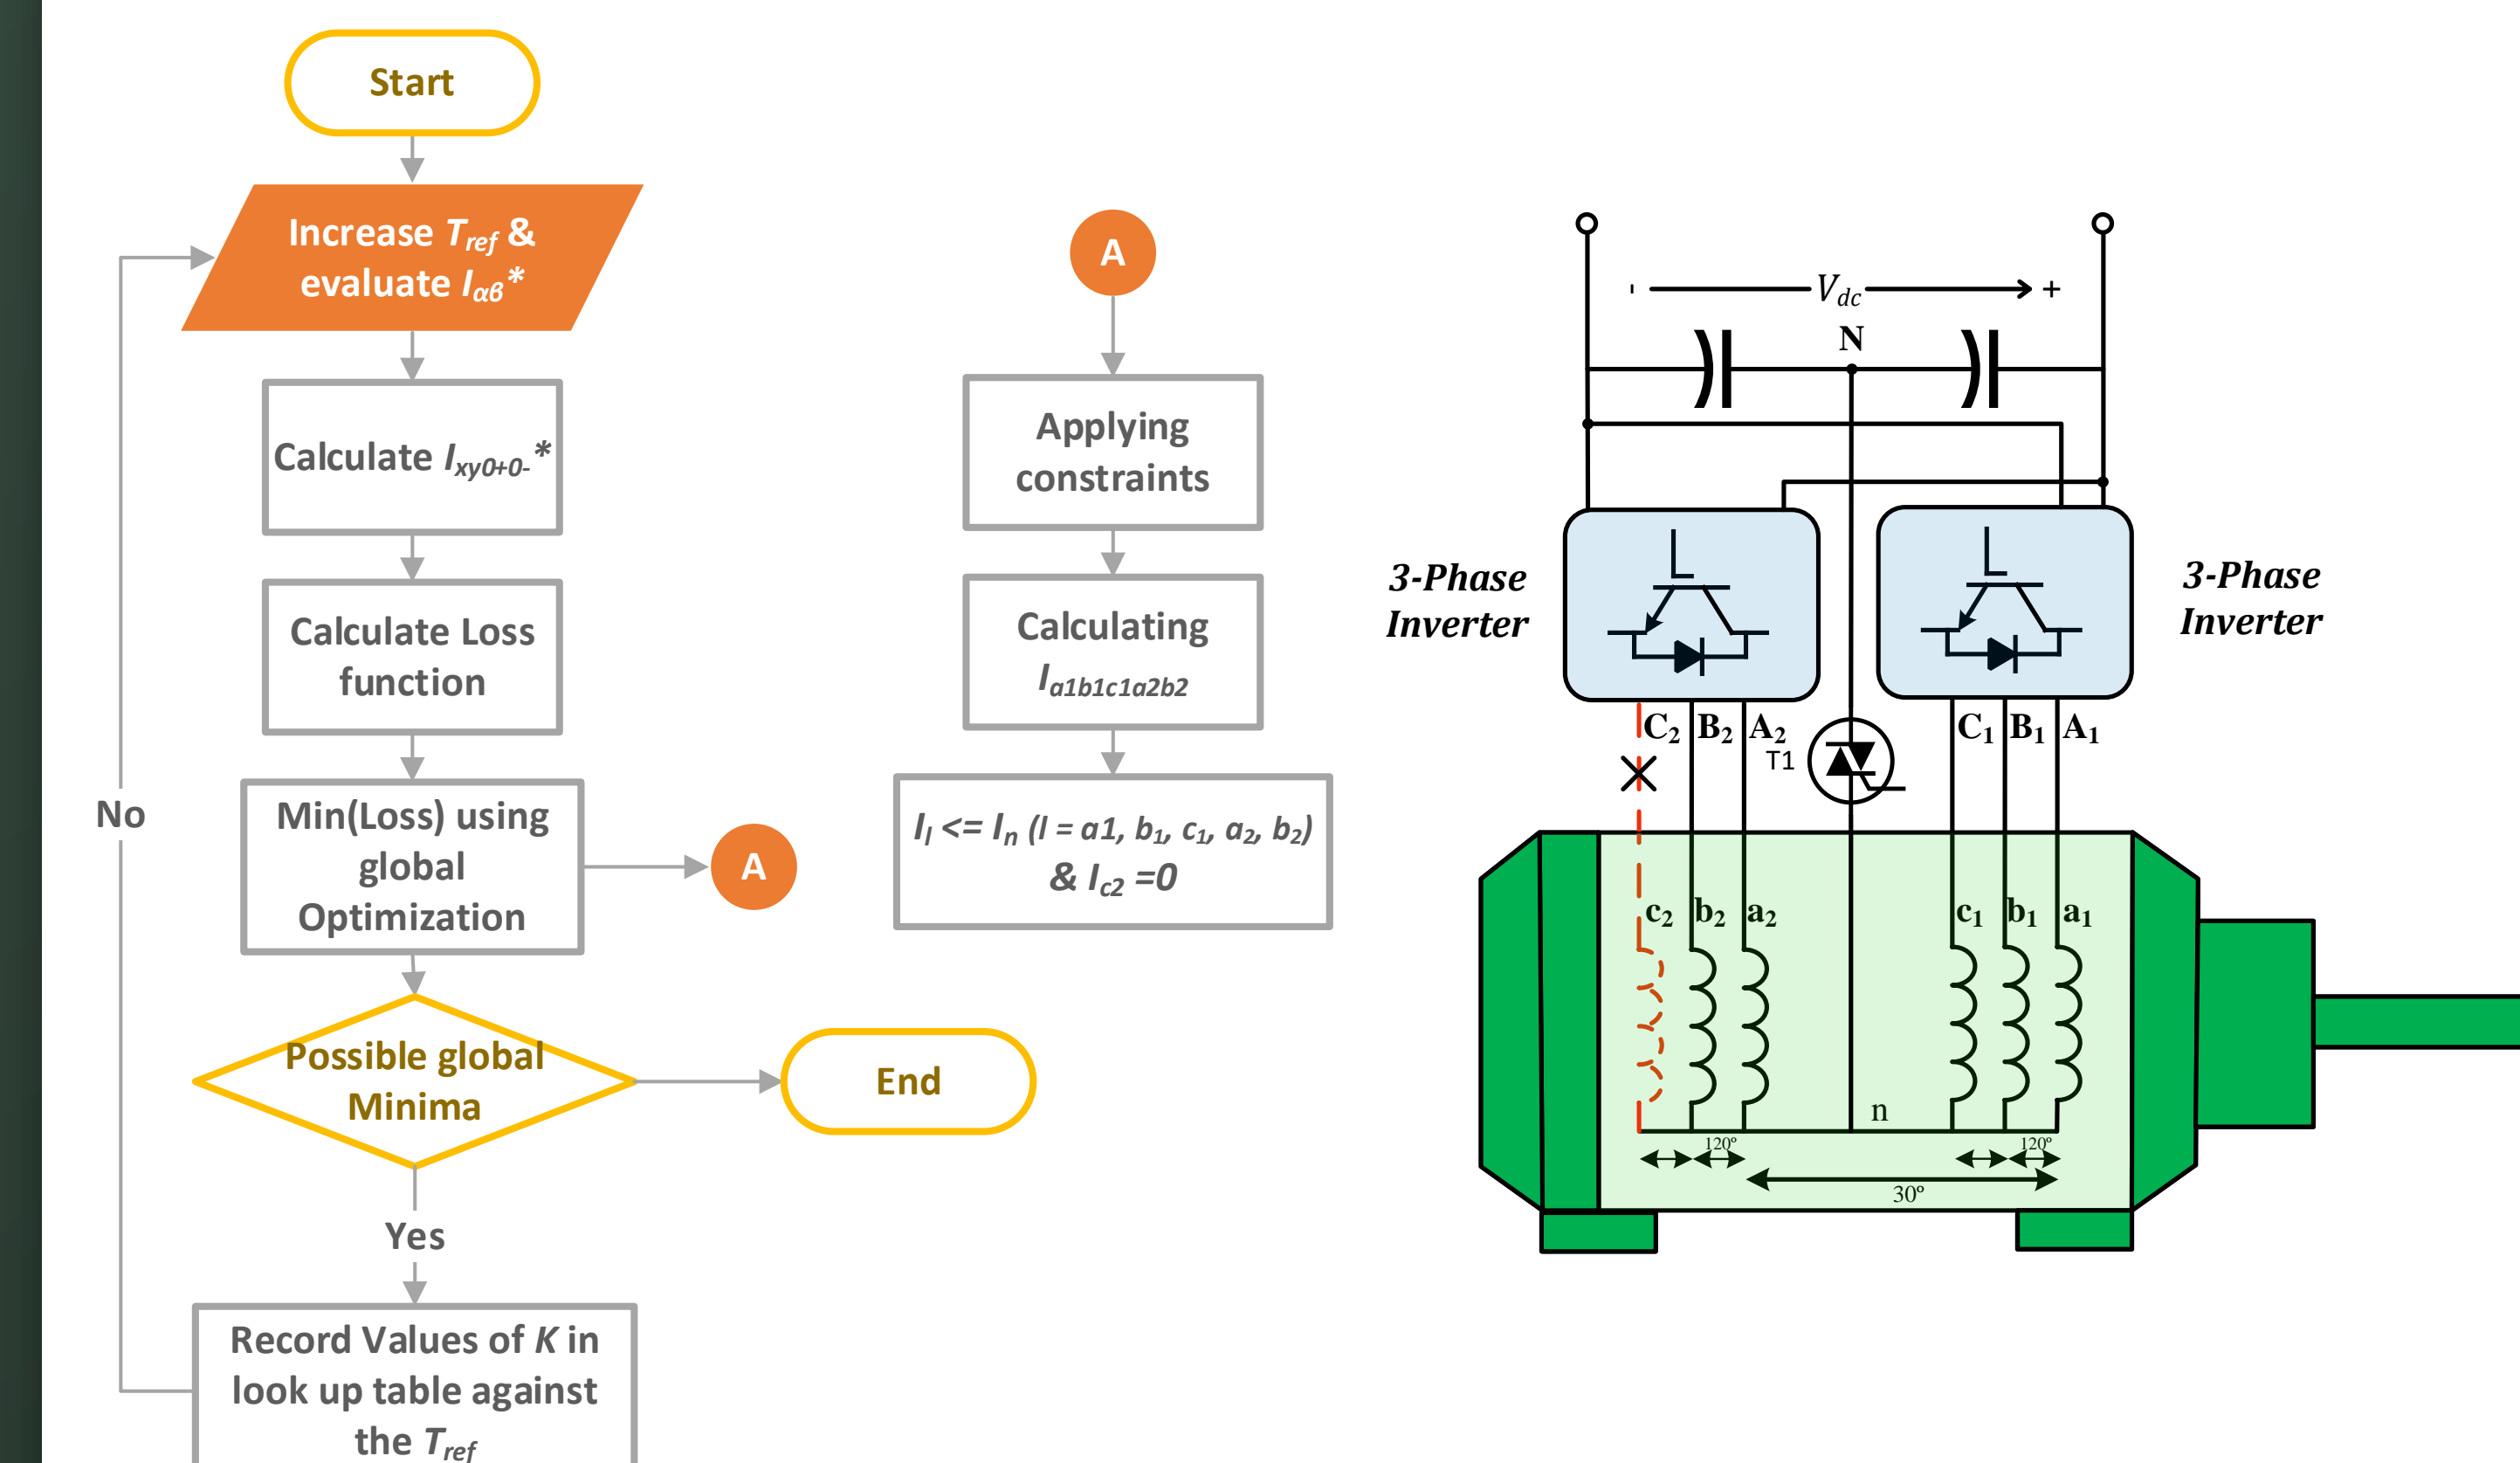 Start
Increase Tref &
evaluate Iαβ*
Calculate Ixy0+0-*
Calculate Loss
function
Min(Loss) using
global
Optimization
A
Possible global
Minima
End
No
Yes
Record Values of K in
look up table against
the Tref
A
Applying
constraints
Calculating
Ia1b1c1a2b2
Il <= In (l = a1, b1, c1, a2, b2)
& Ic2 =0
- Vdc +
N
3-Phase
Inverter
3-Phase
Inverter
C2 B2 A2 C1 B1 A1
T1
c2 b2 a2 c1 b1 a1
n
120º 120º
30º